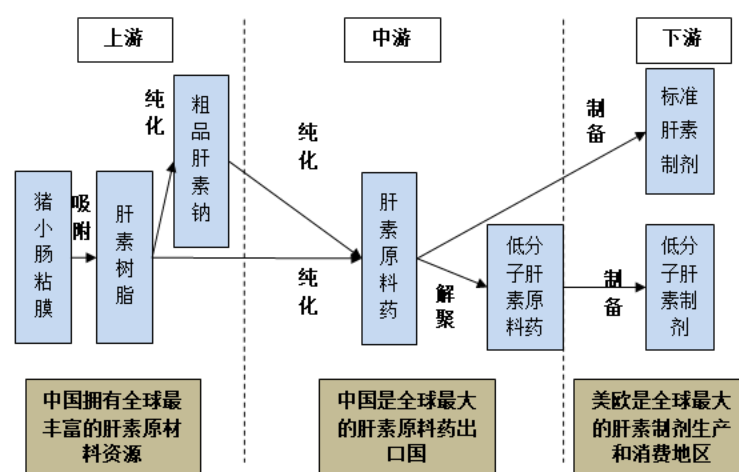 上游
中游
下游
纯化
粗品肝素钠
纯化
制备
标准
肝素
制剂
猪小肠粘膜
吸附
肝素树脂
纯化
肝素原料药
解聚
低分
子肝
素原
料药
制备
低分
子肝
素制
剂
中国拥有全球最
丰富的肝素原材
料资源
中国是全球最大
的肝素原料药出
口国
美欧是全球最大
的肝素制剂生产
和消费地区